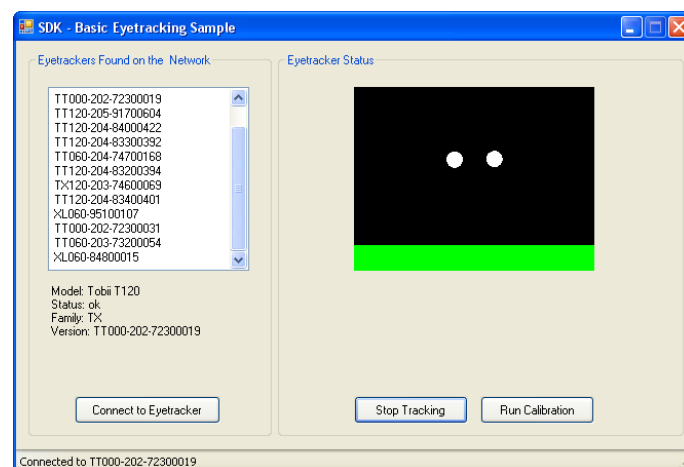 SDK - Basic Eyetracking Sample
Eyetrackers Found on the Network
Eyetracker Status
TT000-202-72300019
TT120-205-91700604
TT120-204-84000422
TT120-204-83300392
TT060-204-74700168
TT120-204-83200394
TX120-203-74600069
TT120-204-83400401
XL060-95100107
TT000-202-72300031
TT060-203-73200054
XL060-84800015
Model: Tobii T120
Status: ok
Family: TX
Version: TT000-202-72300019
Connect to Eyetracker
Stop Tracking
Run Calibration
Connected to TT000-202-72300019